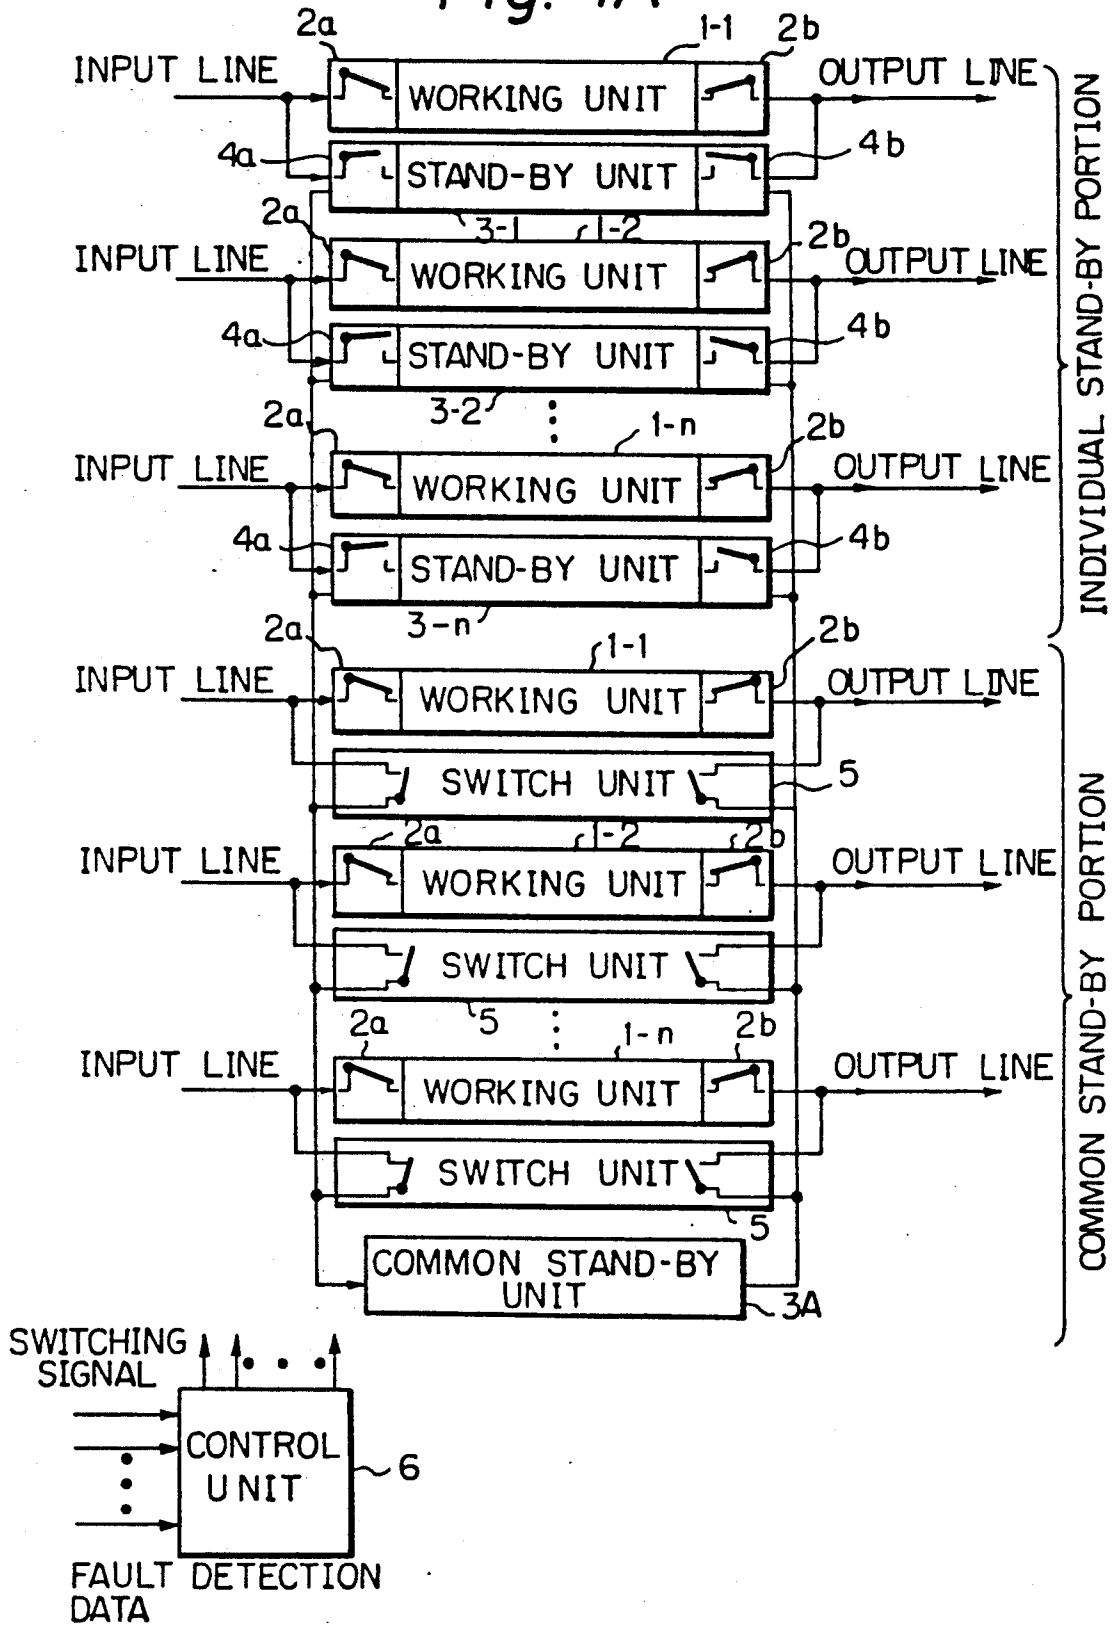 Fig. 1A
2a 1-1 2b
INPUT LINE WORKING UNIT OUTPUT LINE
4a STAND-BY UNIT 4b
3-1
2a 1-2 2b
INPUT LINE WORKING UNIT OUTPUT LINE
4a STAND-BY UNIT 4b
3-2
2a 1-n 2b
INPUT LINE WORKING UNIT OUTPUT LINE
4a STAND-BY UNIT 4b
3-n
INDIVIDUAL STAND-BY PORTION
2a 1-1 2b
INPUT LINE WORKING UNIT OUTPUT LINE
SWITCH UNIT 5
2a 1-2 2b
INPUT LINE WORKING UNIT OUTPUT LINE
SWITCH UNIT
5
2a 1-n 2b
INPUT LINE WORKING UNIT OUTPUT LINE
SWITCH UNIT
5
COMMON STAND-BY
UNIT
3A
COMMON STAND-BY PORTION
SWITCHING
SIGNAL
CONTROL
UNIT
6
FAULT DETECTION
DATA